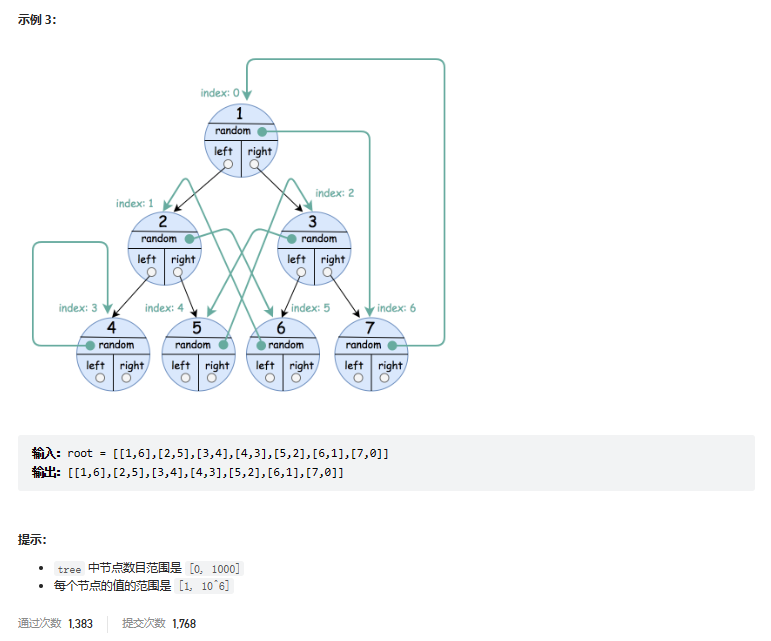 示例 3:
index: 0
1
random
left right
index: 1
index: 2
2
3
random
random
left right
left right
index: 3
index: 4
index: 5
index: 6
4
5
6
7
random
random
random
random
left right
left right
left right
left right
输入: root = [[1,6],[2,5],[3,4],[4,3],[5,2],[6,1],[7,0]]
输出: [[1,6],[2,5],[3,4],[4,3],[5,2],[6,1],[7,0]]
提示:
• tree 中节点数目范围是 [0, 1000]
• 每个节点的值的范围是 [1, 10^6]
通过次数 1,383 提交次数 1,768